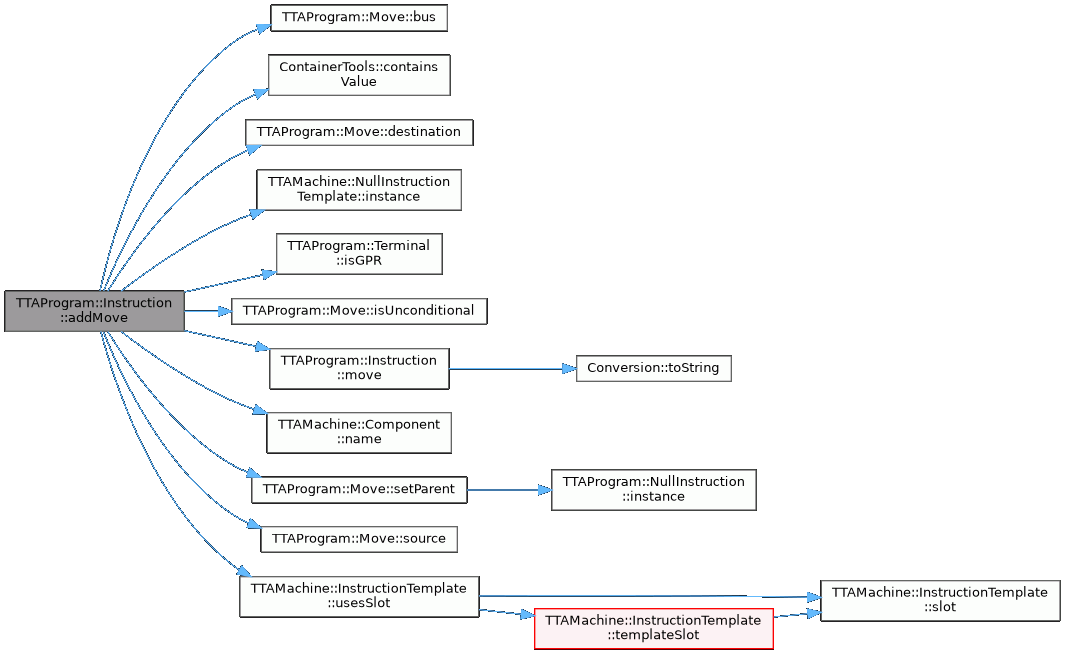 TTAProgram::Move::bus
ContainerTools::contains
Value
TTAProgram::Move::destination
TTAMachine::NullInstruction
Template::instance
TTAProgram::Terminal
::isGPR
TTAProgram::Instruction
::addMove
TTAProgram::Move::isUnconditional
TTAProgram::Instruction
::move
Conversion::toString
TTAMachine::Component
::name
TTAProgram::Move::setParent
TTAProgram::NullInstruction
::instance
TTAProgram::Move::source
TTAMachine::InstructionTemplate
::usesSlot
TTAMachine::InstructionTemplate
::slot
TTAMachine::InstructionTemplate
::templateSlot